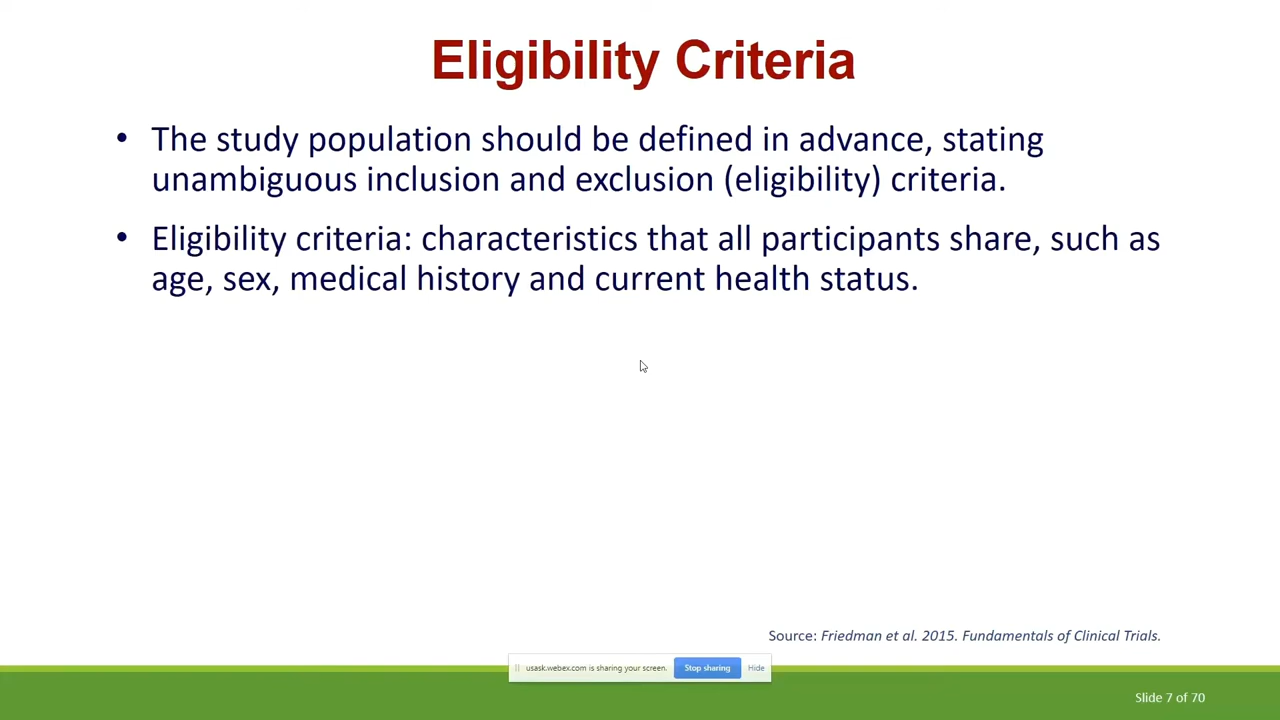 Eligibility Criteria
• The study population should be defined in advance, stating
unambiguous inclusion and exclusion (eligibility) criteria.
• Eligibility criteria: characteristics that all participants share, such as
age, sex, medical history and current health status.
Source: Friedman et al. 2015. Fundamentals of Clinical Trials.
usask.webex.com is sharing your screen. Stop sharing Hide
Slide 7 of 70